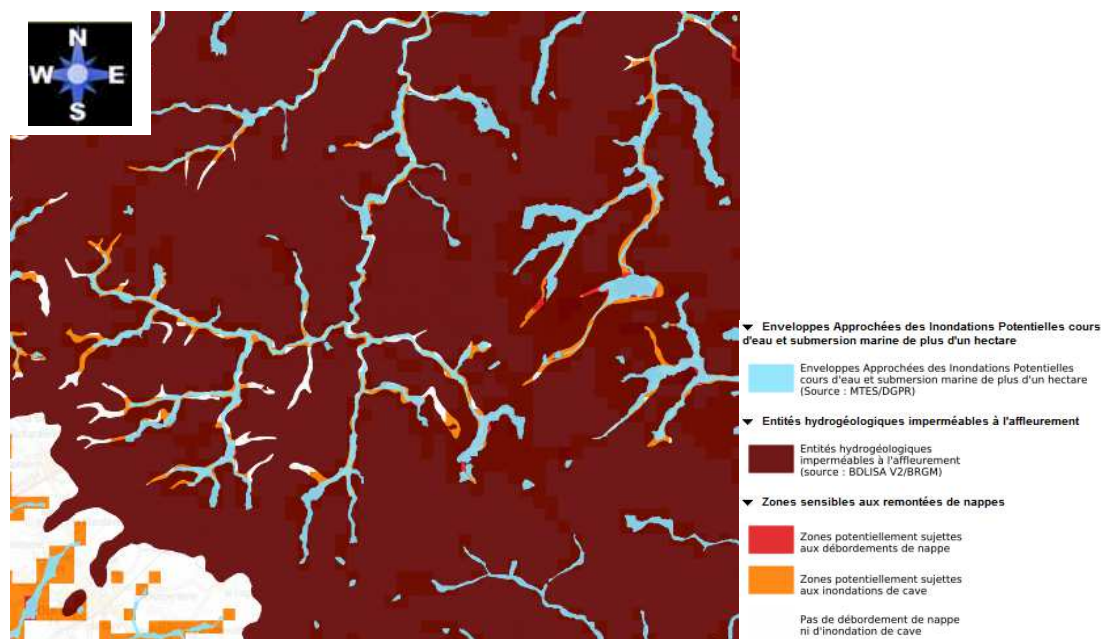 N
W E
S
▼ Enveloppes Approchées des Inondations Potentielles cours
d'eau et submersion marine de plus d'un hectare
Enveloppes Approchées des Inondations Potentielles
cours d'eau et submersion marine de plus d'un hectare
(Source : MTES/DGPR)
▼ Entités hydrogéologiques imperméables à l'affleurement
Entités hydrogéologiques
imperméables à l'affleurement
(source : BDLISA V2/BRGM)
▼ Zones sensibles aux remontées de nappes
Zones potentiellement sujettes
aux débordements de nappe
Zones potentiellement sujettes
aux inondations de cave
Pas de débordement de nappe
ni d'inondation de cave